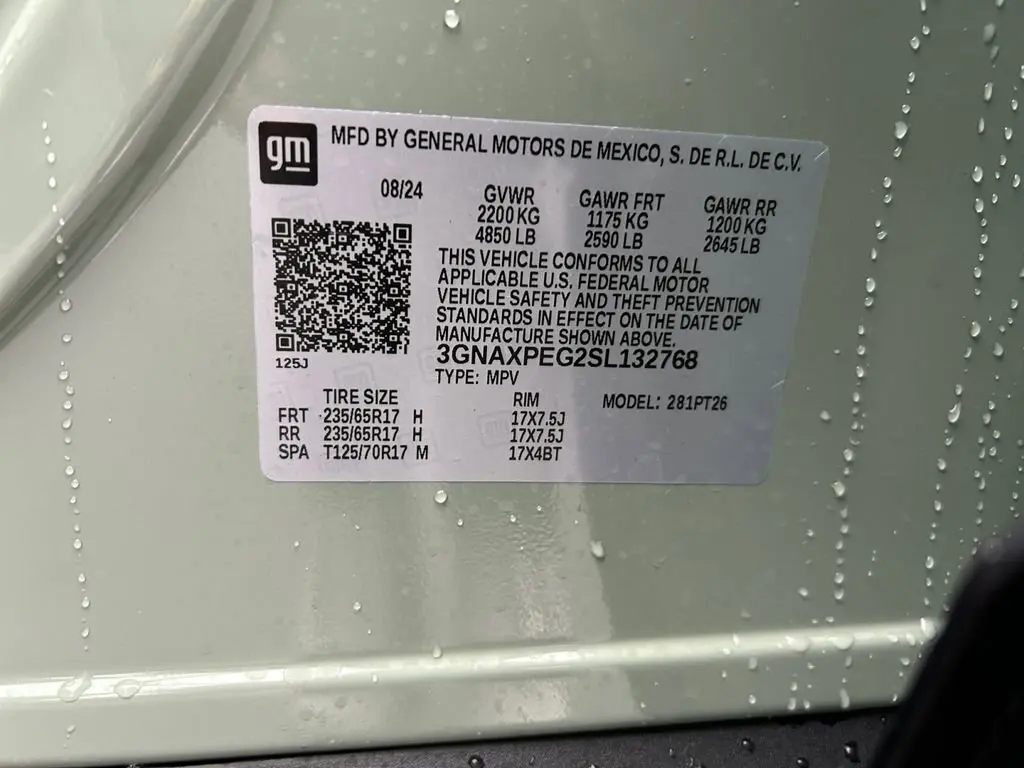 gm
MFD BY GENERAL MOTORS DE MEXICO, S. DE R.L. DE C.V.
08/24 GVWR GAWR FRT GAWR RR
2200 KG 1175 KG 1200 KG
4850 LB 2590 LB 2645 LB
THIS VEHICLE CONFORMS TO ALL
APPLICABLE U.S. FEDERAL MOTOR
VEHICLE SAFETY AND THEFT PREVENTION
STANDARDS IN EFFECT ON THE DATE OF
MANUFACTURE SHOWN ABOVE.
3GNAXPEG2SL132768
125J
TYPE: MPV
TIRE SIZE RIM MODEL: 281PT26
FRT 235/65R17 H 17X7.5J
RR 235/65R17 H 17X7.5J
SPA T125/70R17 M 17X4BT